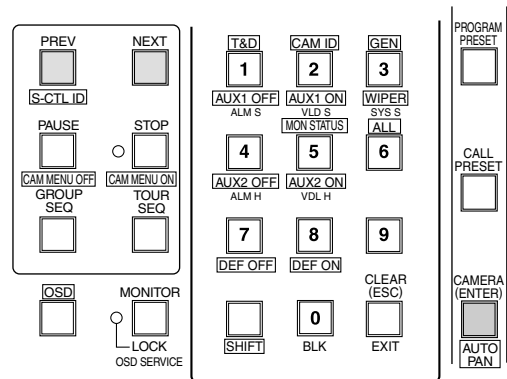 PREV NEXT
S-CTL ID
PAUSE STOP
CAM MENU OFF CAM MENU ON
GROUP SEQ TOUR SEQ
OSD MONITOR
LOCK
OSD SERVICE
T&D CAM ID GEN
1 2 3
AUX1 OFF AUX1 ON WIPER
ALM S VLD S SYS S
MON STATUS ALL
4 5 6
AUX2 OFF AUX2 ON
ALM H VDL H
7 8 9
DEF OFF DEF ON
CLEAR
(ESC)
0
SHIFT BLK EXIT
PROGRAM
PRESET
CALL
PRESET
CAMERA
(ENTER)
AUTO
PAN